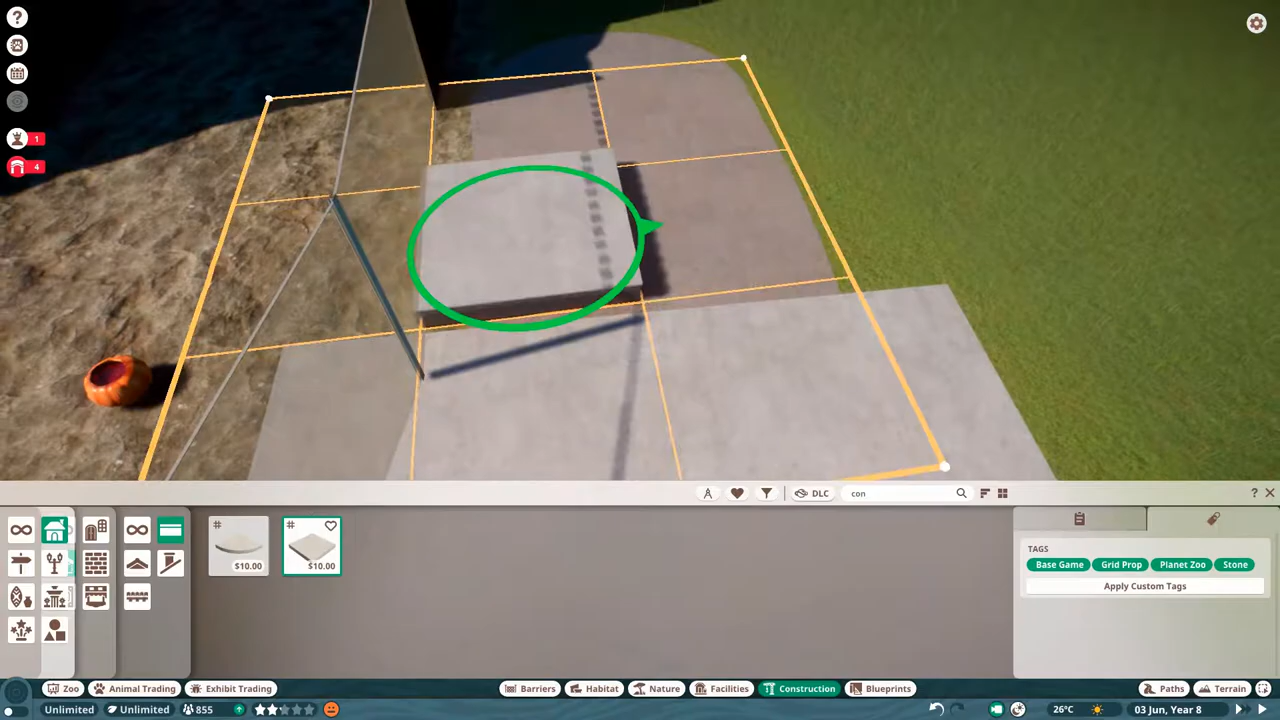 ?
1
4
DLC
con
?
# $10.00
# $10.00
TAGS
Base Game Grid Prop Planet Zoo Stone
Apply Custom Tags
Zoo Animal Trading Exhibit Trading Barriers Habitat Nature Facilities Construction Blueprints Paths Terrain
Unlimited Unlimited 855 26°C 03 Jun, Year 8